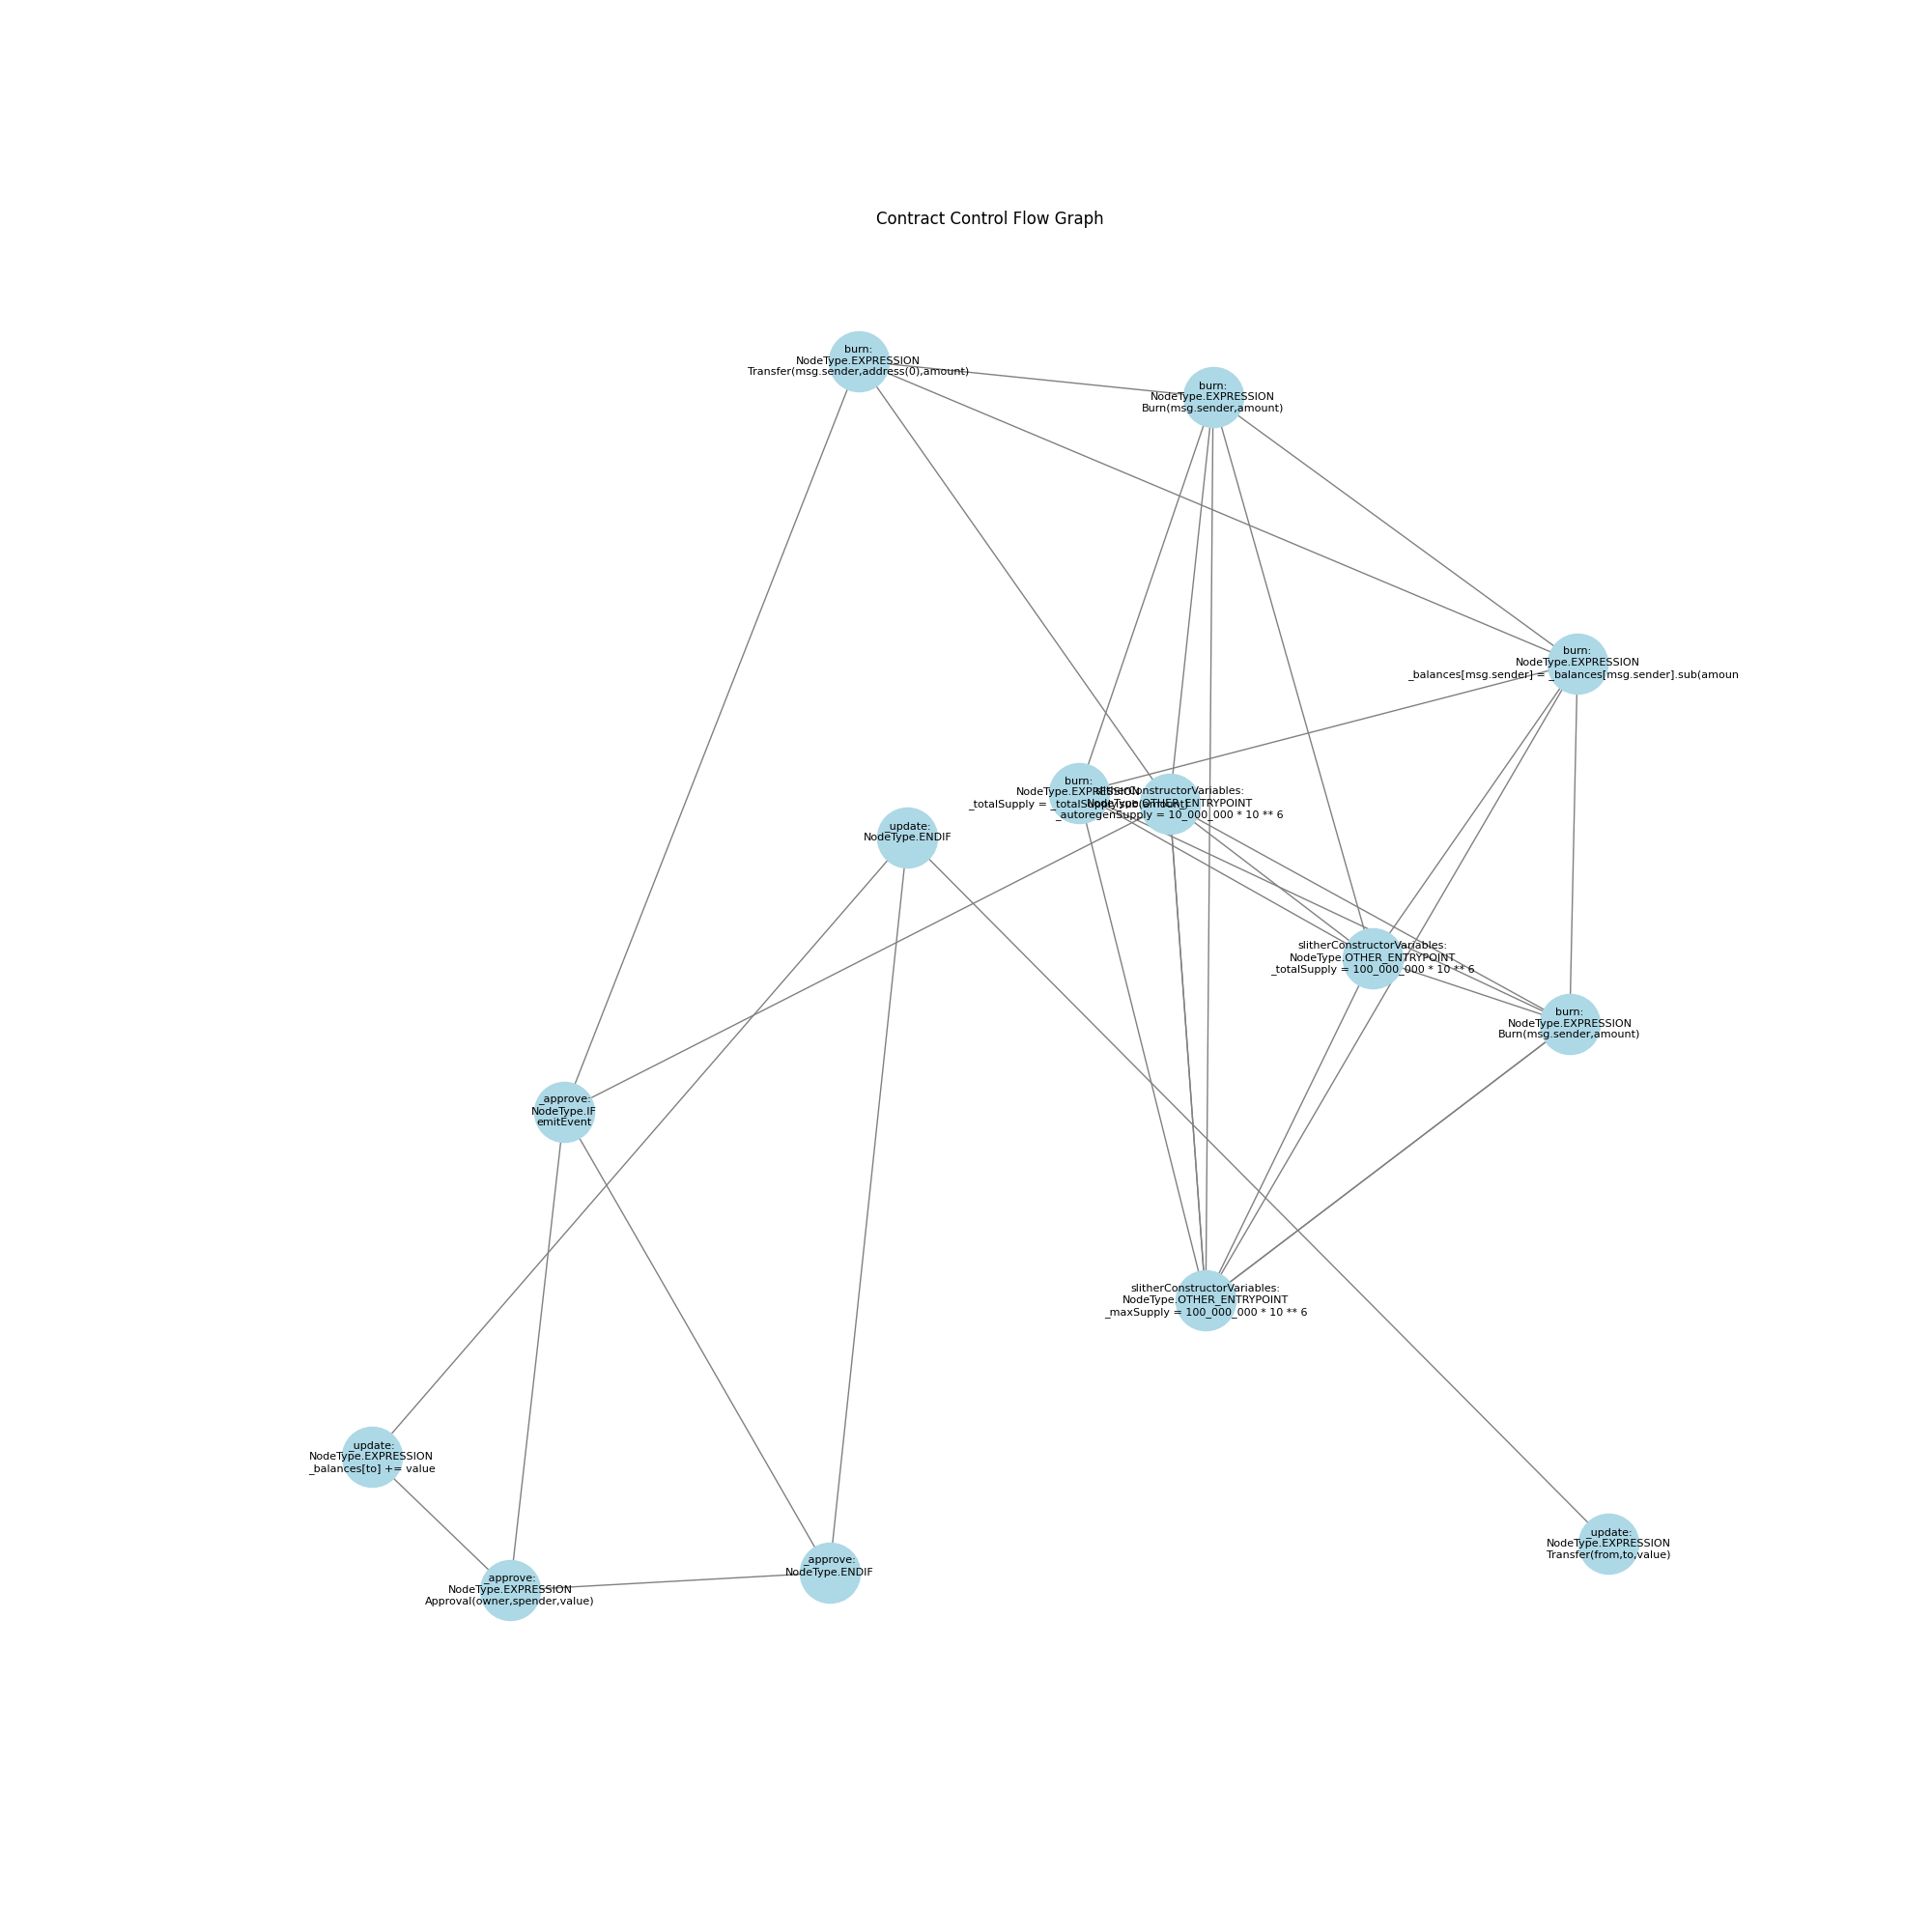 Contract Control Flow Graph
burn:
NodeType.EXPRESSION
Transfer(msg.sender,address(0),amount)
burn:
NodeType.EXPRESSION
Burn(msg.sender,amount)
burn:
NodeType.EXPRESSION
_balances[msg.sender] = _balances[msg.sender].sub(amoun
burn:
NodeType.EXPRESSION
_totalSupply = _totalSupply.sub(amount)
slitherConstructorVariables:
NodeType.OTHER_ENTRYPOINT
_autoregenSupply = 10_000_000 * 10 ** 6
_update:
NodeType.ENDIF
slitherConstructorVariables:
NodeType.OTHER_ENTRYPOINT
_totalSupply = 100_000_000 * 10 ** 6
burn:
NodeType.EXPRESSION
Burn(msg.sender,amount)
_approve:
NodeType.IF
emitEvent
slitherConstructorVariables:
NodeType.OTHER_ENTRYPOINT
_maxSupply = 100_000_000 * 10 ** 6
_update:
NodeType.EXPRESSION
_balances[to] += value
_update:
NodeType.EXPRESSION
Transfer(from,to,value)
_approve:
NodeType.ENDIF
_approve:
NodeType.EXPRESSION
Approval(owner,spender,value)